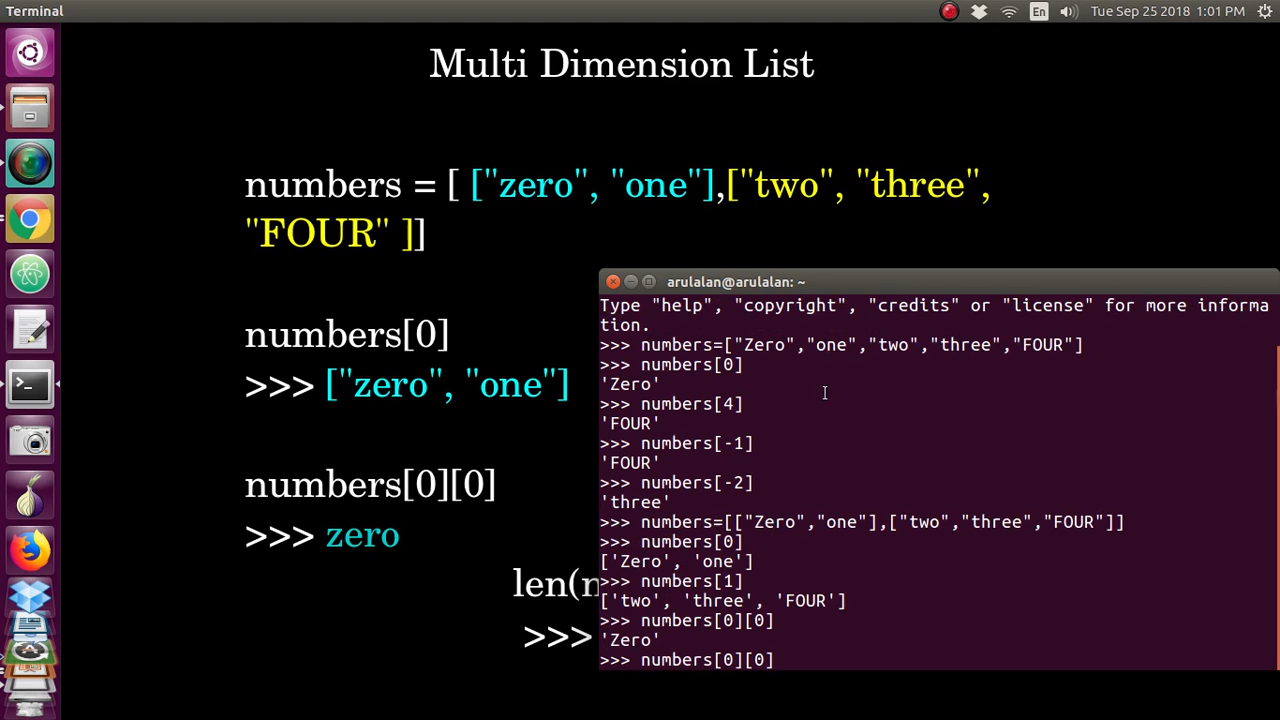 Terminal
En
Tue Sep 25 2018 1:01 PM
Multi Dimension List
numbers = [ ["zero", "one"],["two", "three",
"FOUR" ]]
numbers[0]
>>> ["zero", "one"]
numbers[0][0]
>>> zero
len(n
>>>
arulalan@arulalan: ~
Type "help", "copyright", "credits" or "license" for more informa
tion.
>>> numbers=["Zero","one","two","three","FOUR"]
>>> numbers[0]
'Zero'
>>> numbers[4]
'FOUR'
>>> numbers[-1]
'FOUR'
>>> numbers[-2]
'three'
>>> numbers=[["Zero","one"],["two","three","FOUR"]]
>>> numbers[0]
['Zero', 'one']
>>> numbers[1]
['two', 'three', 'FOUR']
>>> numbers[0][0]
'Zero'
>>> numbers[0][0]